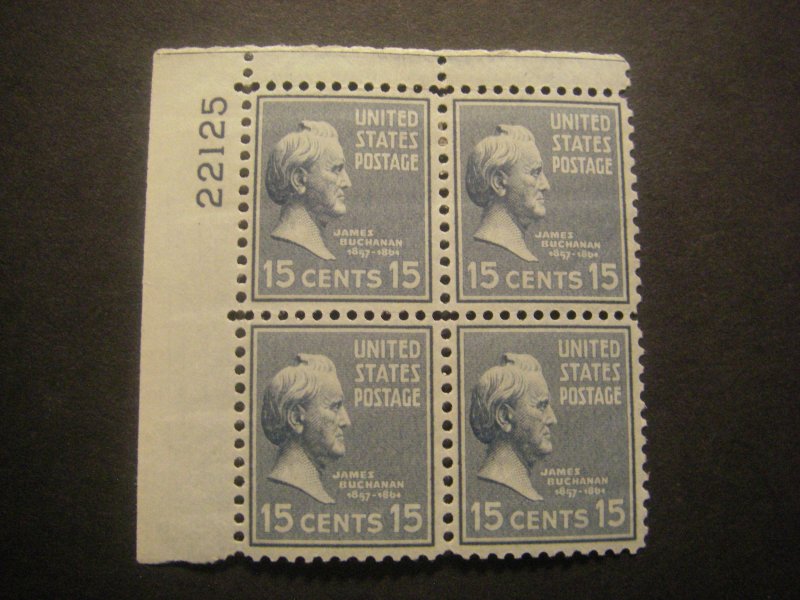 22125
UNITED
STATES
POSTAGE
JAMES
BUCHANAN
1857-1861
15 CENTS 15
UNITED
STATES
POSTAGE
JAMES
BUCHANAN
1857-1861
15 CENTS 15
UNITED
STATES
POSTAGE
JAMES
BUCHANAN
1857-1861
15 CENTS 15
UNITED
STATES
POSTAGE
JAMES
BUCHANAN
1857-1861
15 CENTS 15